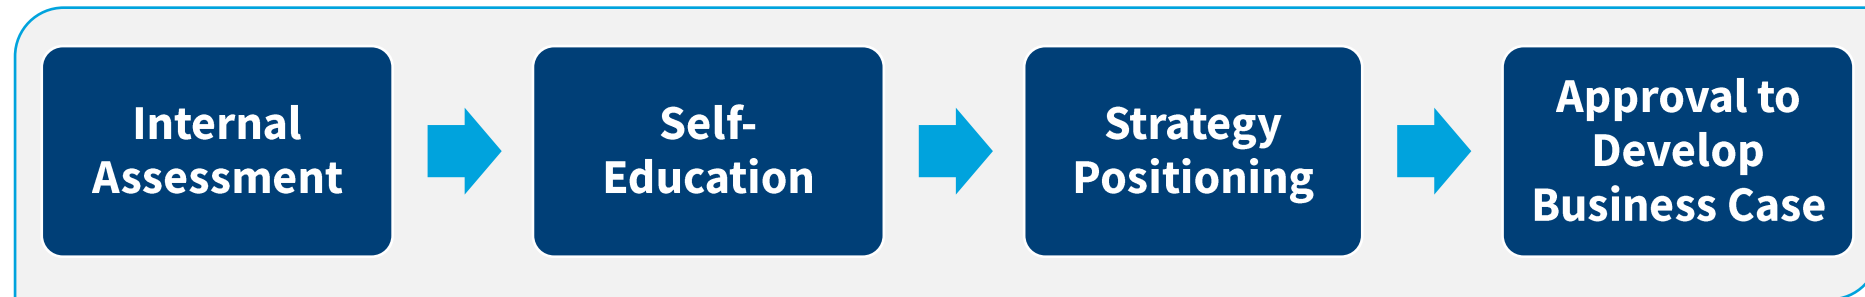 Internal
Assessment
Self-
Education
Strategy
Positioning
Approval to
Develop
Business Case